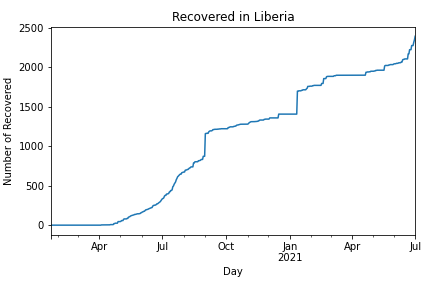 Recovered in Liberia
2500
2000
1500
1000
500
0
Number of Recovered
Apr Jul Oct Jan Apr Jul
2021
Day